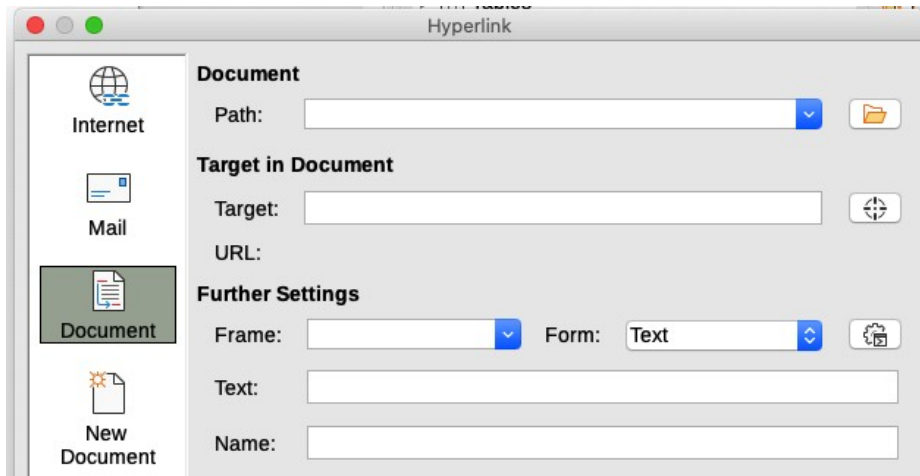 Hyperlink
Internet
Mail
Document
New
Document
Document
Path:
Target in Document
Target:
URL:
Further Settings
Frame:
Form:
Text
Text:
Name: